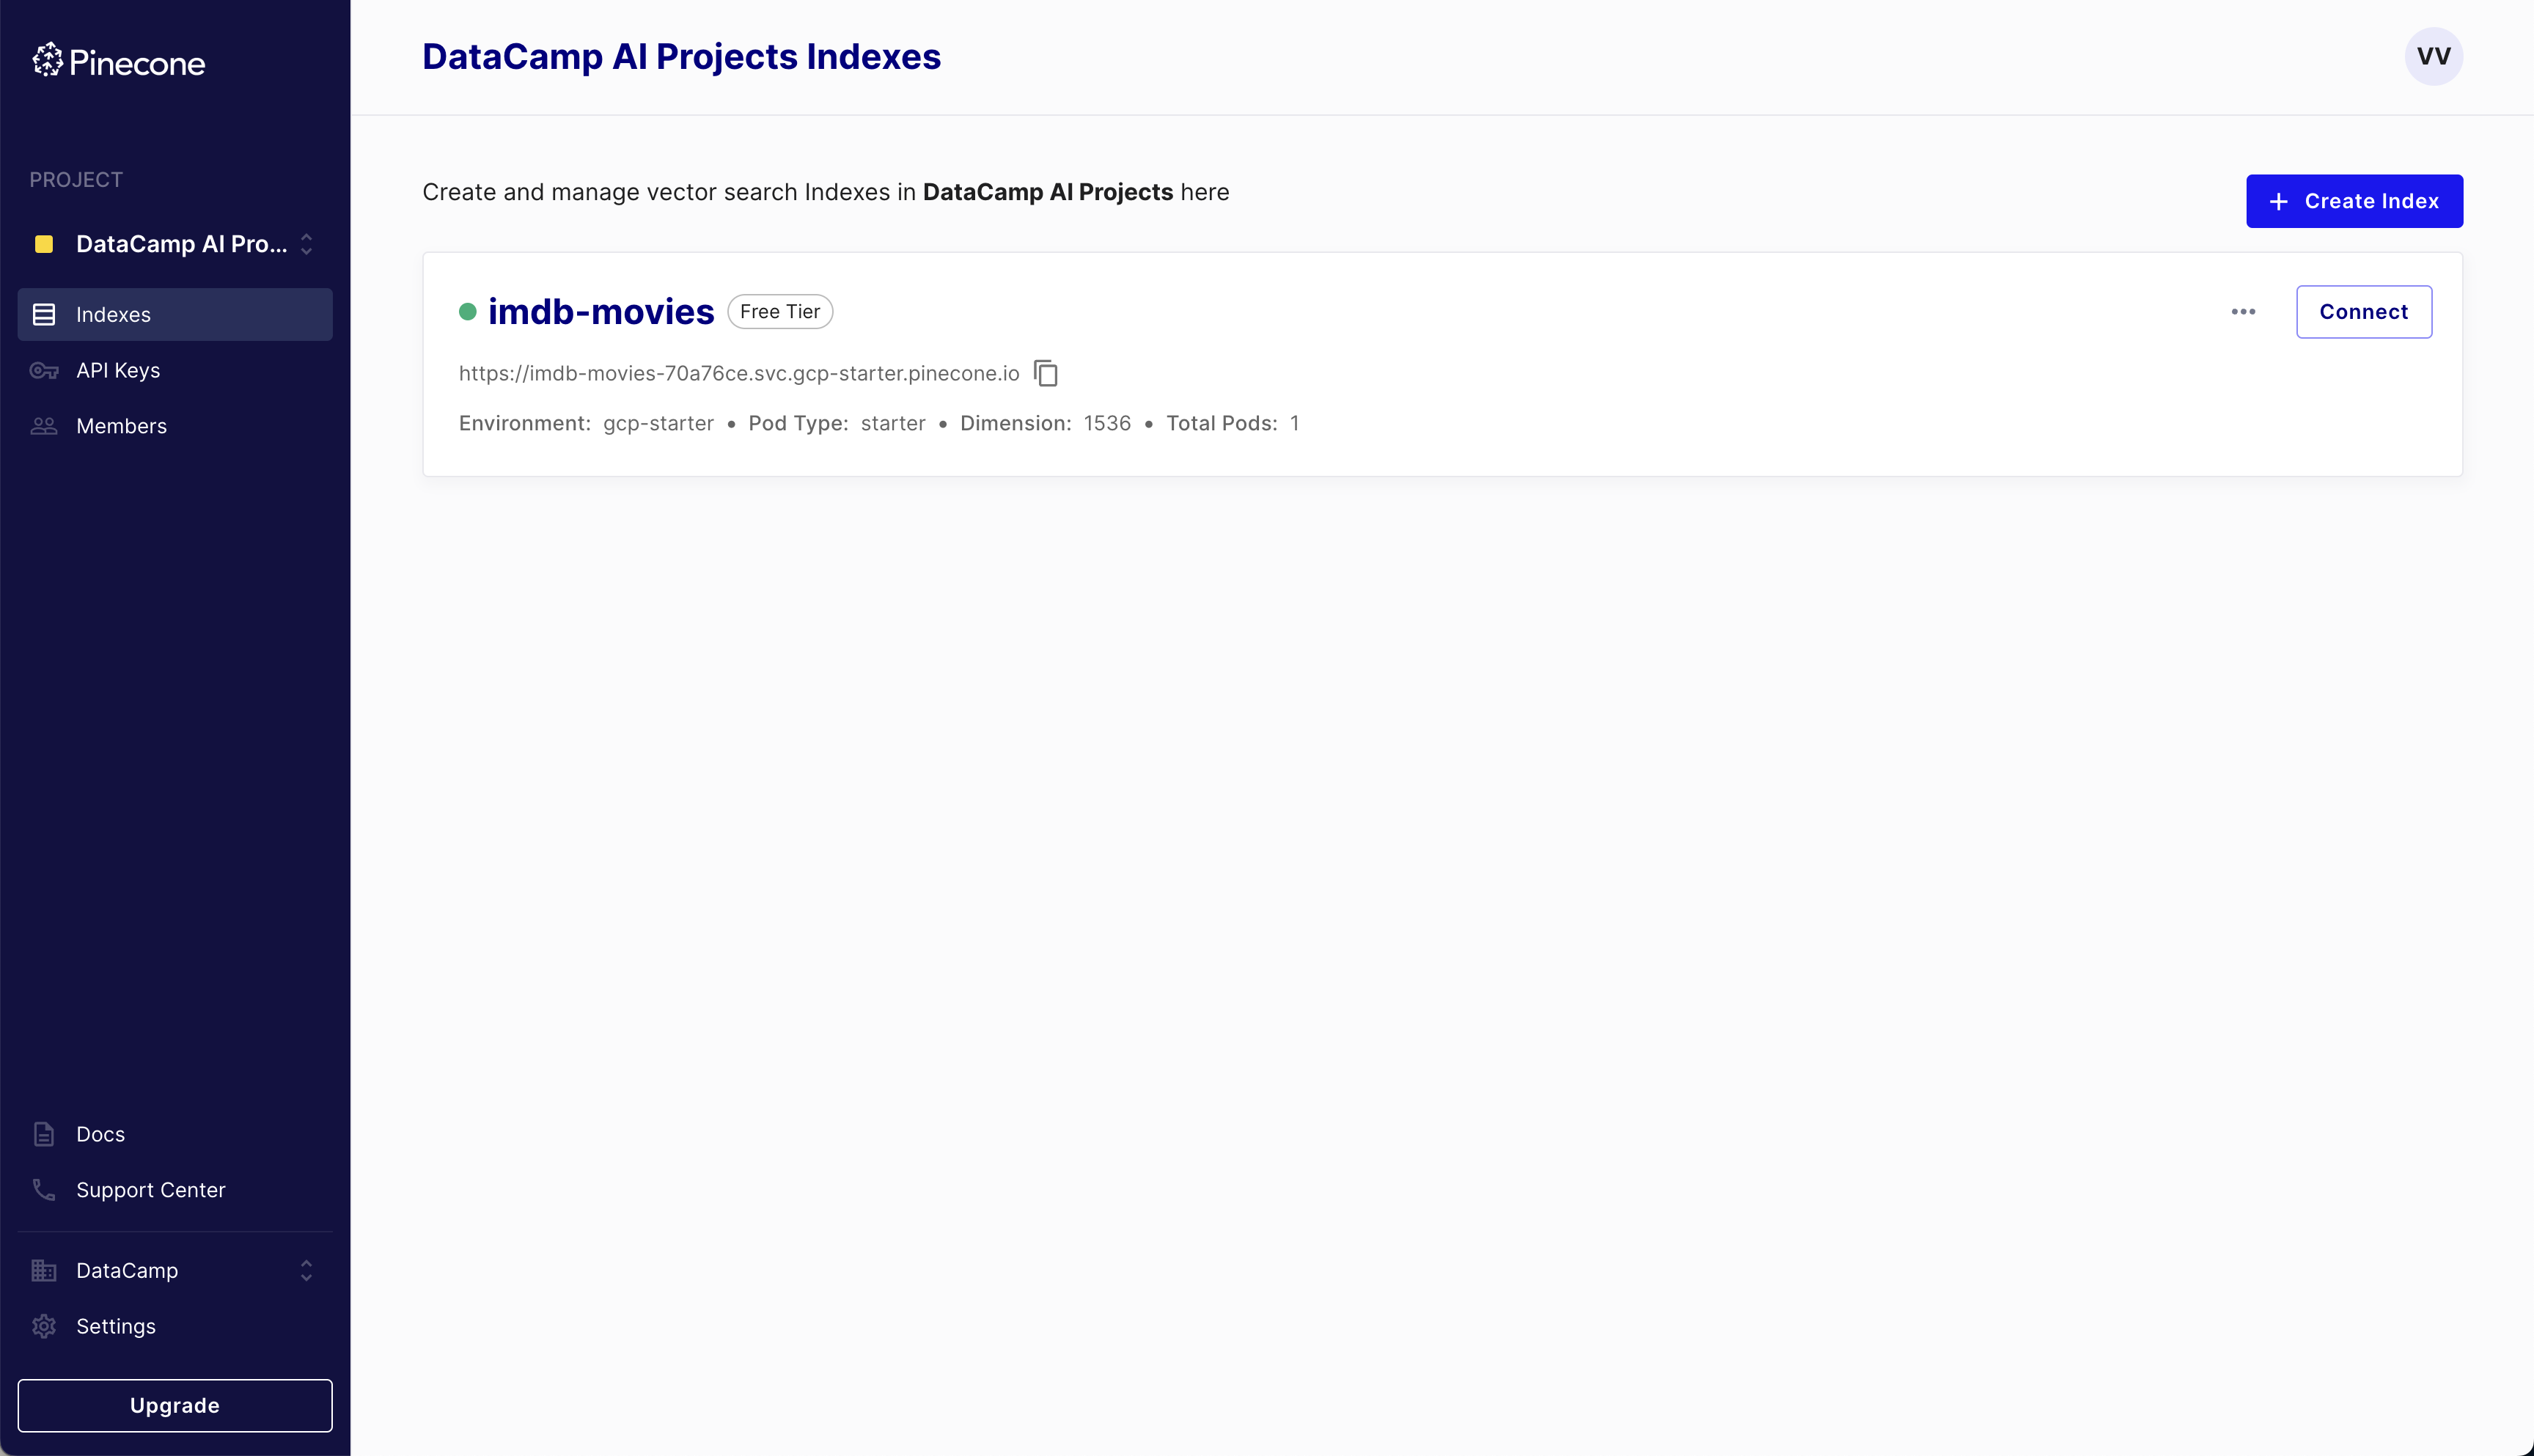 Pinecone
PROJECT
DataCamp AI Pro...
Indexes
API Keys
Members
Docs
Support Center
DataCamp
Settings
Upgrade
DataCamp AI Projects Indexes
VV
Create and manage vector search Indexes in DataCamp AI Projects here
+ Create Index
imdb-movies Free Tier
... Connect
https://imdb-movies-70a76ce.svc.gcp-starter.pinecone.io
Environment: gcp-starter • Pod Type: starter • Dimension: 1536 • Total Pods: 1